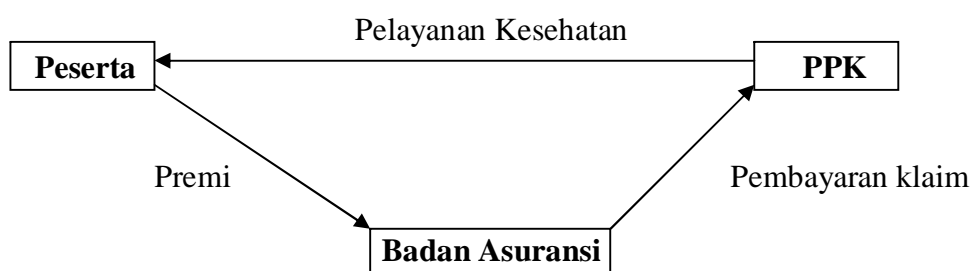 Pelayanan Kesehatan
Peserta
PPK
Premi
Pembayaran klaim
Badan Asuransi